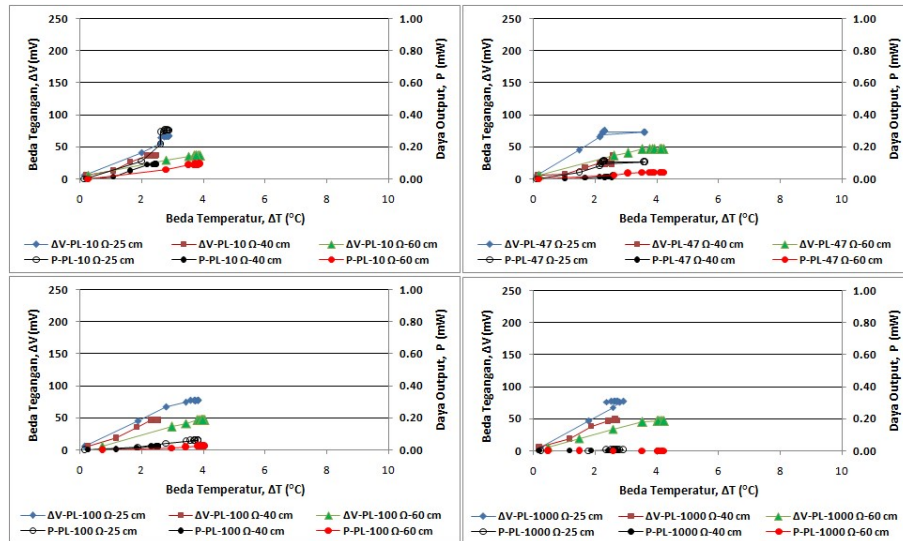 250
200
150
100
50
0
Beda Tegangan, ΔV (mV)
1.00
0.80
0.60
0.40
0.20
0.00
Daya Output, P (mW)
0 2 4 6 8 10
Beda Temperatur, ΔT (°C)
ΔV-PL-10 Ω-25 cm ΔV-PL-10 Ω-40 cm ΔV-PL-10 Ω-60 cm
P-PL-10 Ω-25 cm P-PL-10 Ω-40 cm P-PL-10 Ω-60 cm
250
200
150
100
50
0
Beda Tegangan, ΔV (mV)
1.00
0.80
0.60
0.40
0.20
0.00
Daya Output, P (mW)
0 2 4 6 8 10
Beda Temperatur, ΔT (°C)
ΔV-PL-47 Ω-25 cm ΔV-PL-47 Ω-40 cm ΔV-PL-47 Ω-60 cm
P-PL-47 Ω-25 cm P-PL-47 Ω-40 cm P-PL-47 Ω-60 cm
250
200
150
100
50
0
Beda Tegangan, ΔV (mV)
1.00
0.80
0.60
0.40
0.20
0.00
Daya Output, P (mW)
0 2 4 6 8 10
Beda Temperatur, ΔT (°C)
ΔV-PL-100 Ω-25 cm ΔV-PL-100 Ω-40 cm ΔV-PL-100 Ω-60 cm
P-PL-100 Ω-25 cm P-PL-100 Ω-40 cm P-PL-100 Ω-60 cm
250
200
150
100
50
0
Beda Tegangan, ΔV (mV)
1.00
0.80
0.60
0.40
0.20
0.00
Daya Output, P (mW)
0 2 4 6 8 10
Beda Temperatur, ΔT (°C)
ΔV-PL-1000 Ω-25 cm ΔV-PL-1000 Ω-40 cm ΔV-PL-1000 Ω-60 cm
P-PL-1000 Ω-25 cm P-PL-1000 Ω-40 cm P-PL-1000 Ω-60 cm